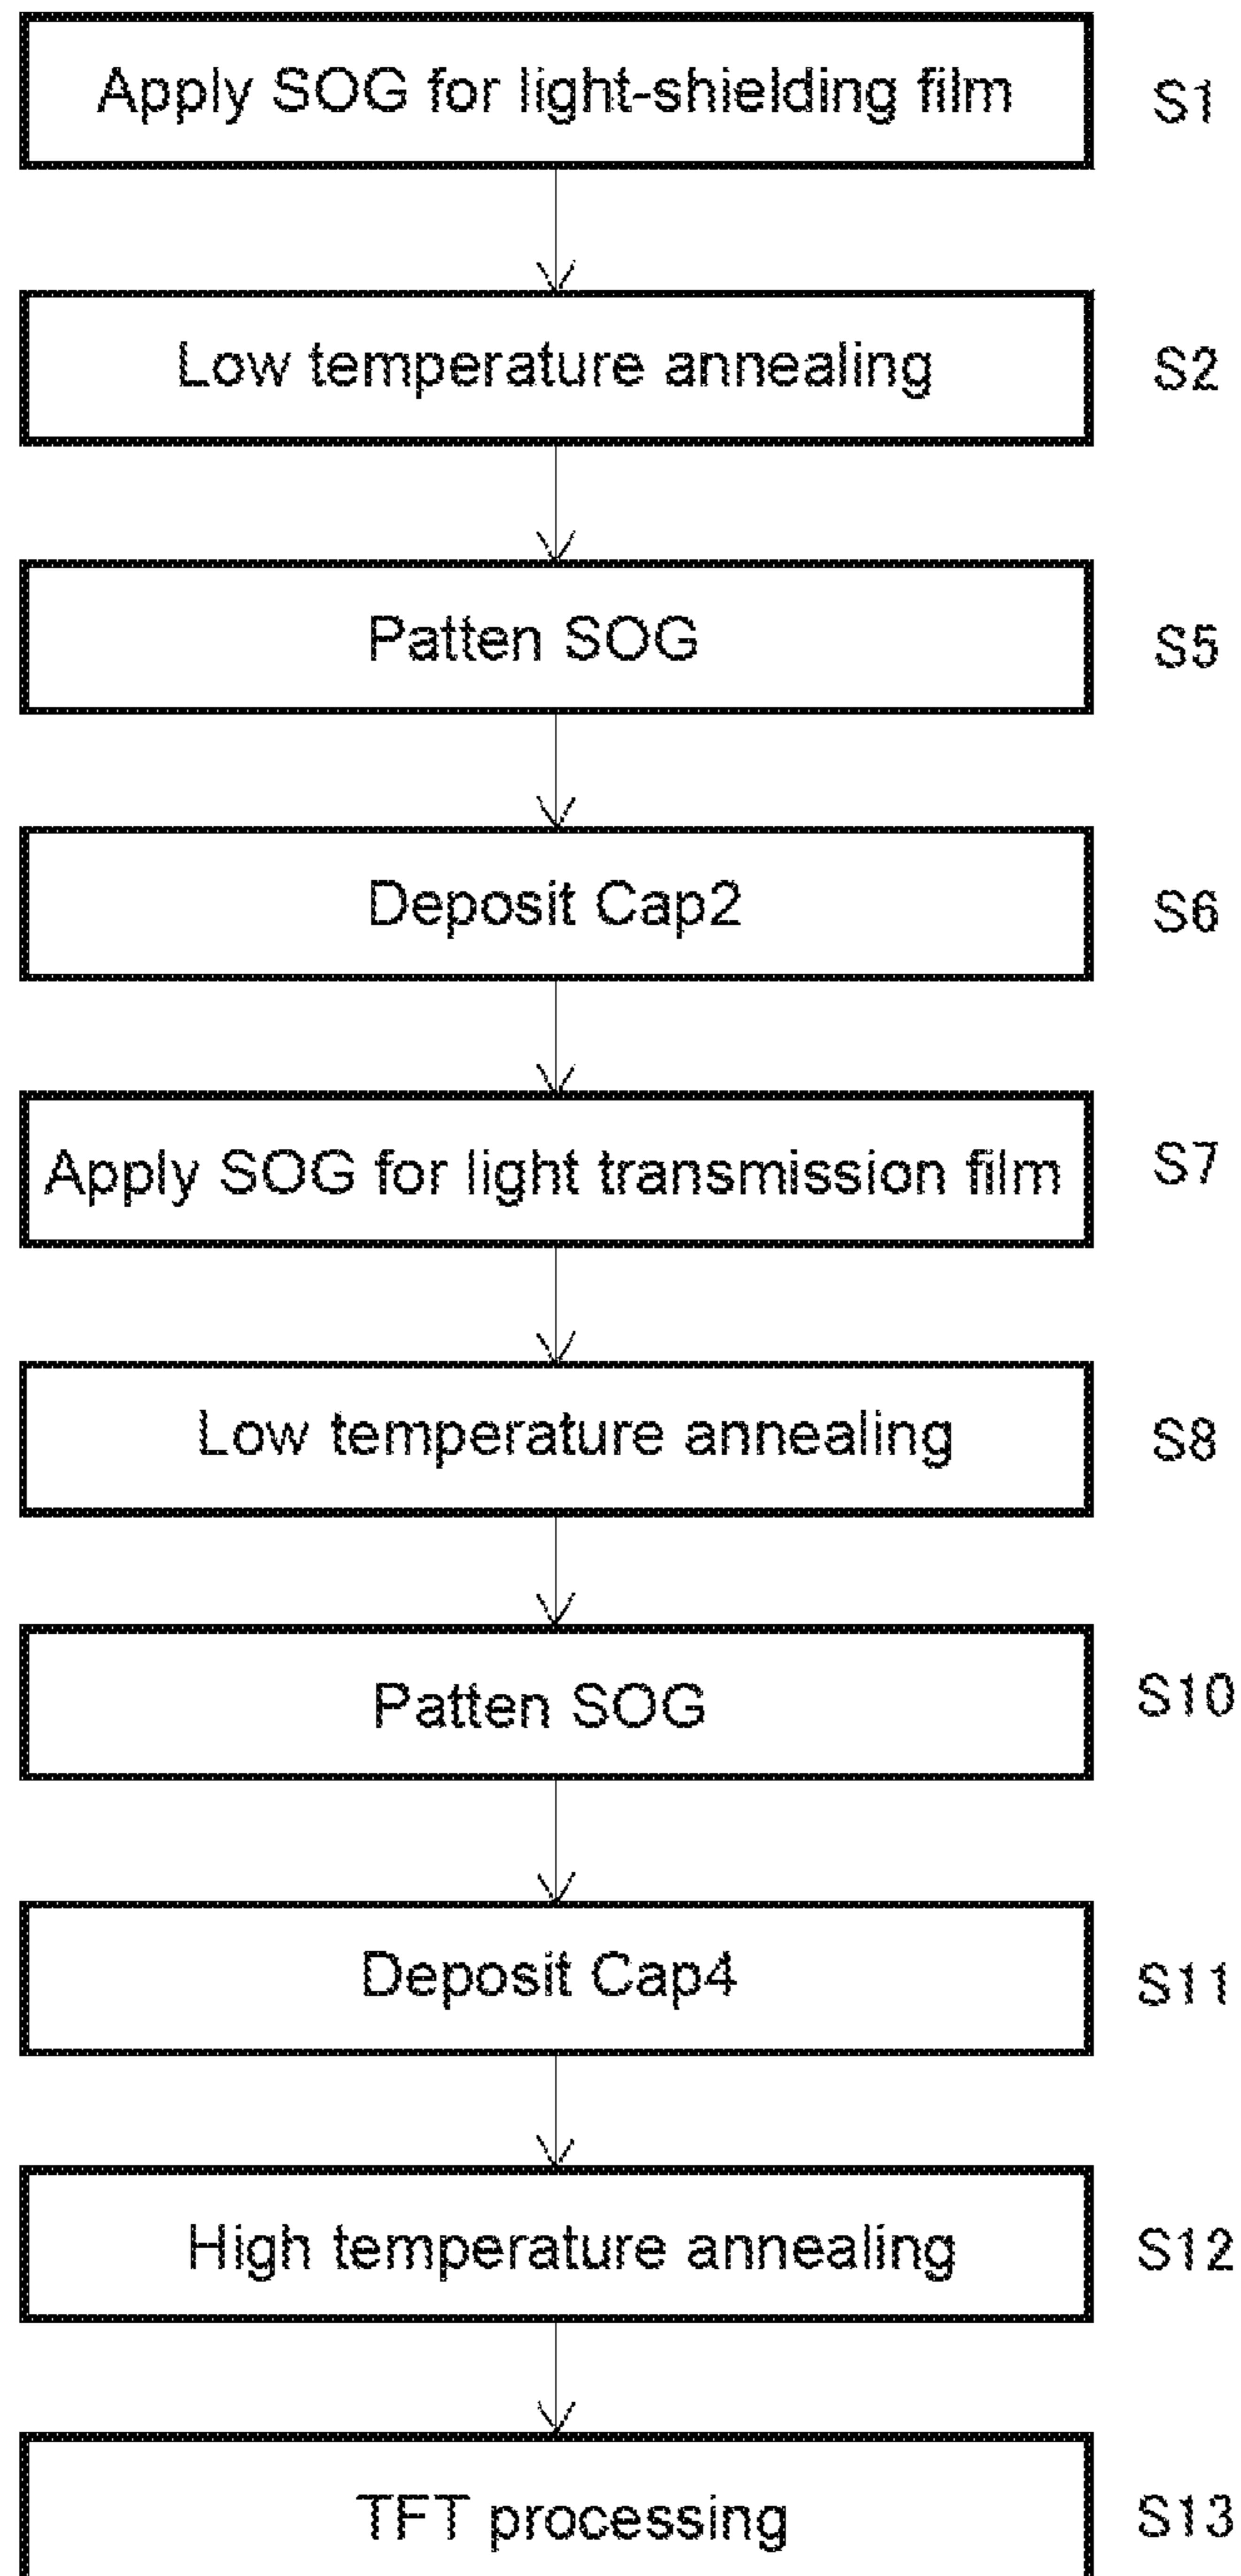 Apply SOG for light-shielding film S1
Low temperature annealing S2
Patten SOG S5
Deposit Cap2 S6
Apply SOG for light transmission film S7
Low temperature annealing S8
Patten SOG S10
Deposit Cap4 S11
High temperature annealing S12
TFT processing S13